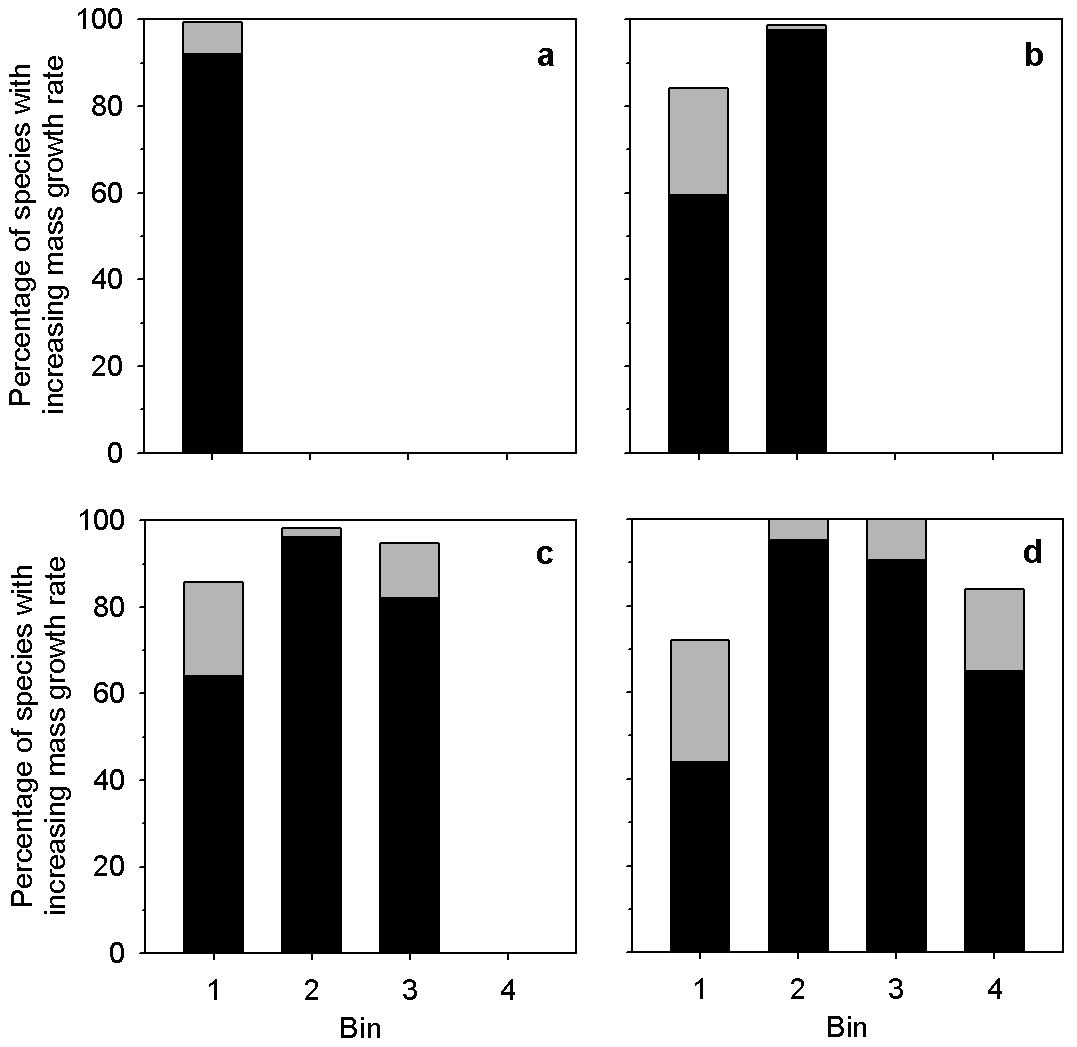 Percentage of species with
increasing mass growth rate
100
80
60
40
20
0
a
b
Percentage of species with
increasing mass growth rate
100
80
60
40
20
0
c
d
1 2 3 4
Bin
1 2 3 4
Bin